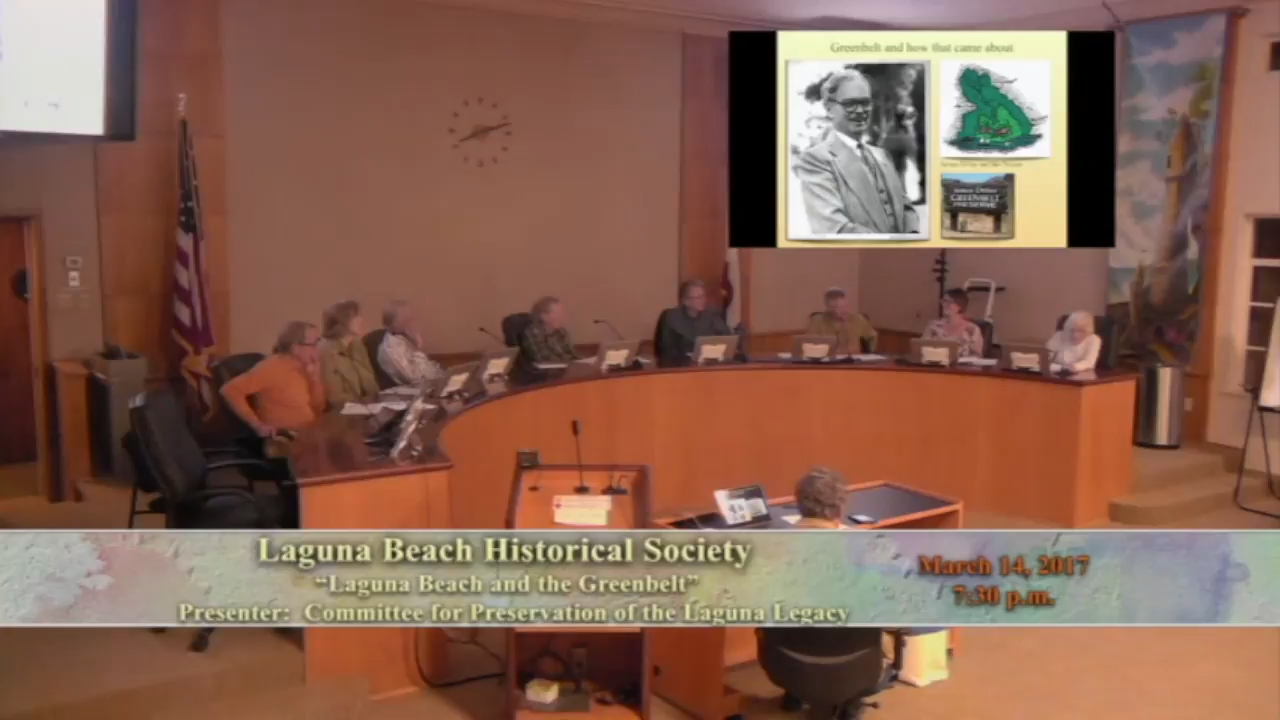 Greenbelt and how that came about
GREENBELT
PRESERVE
Laguna Beach Historical Society
“Laguna Beach and the Greenbelt”
Presenter: Committee for Preservation of the Laguna Legacy
March 14, 2017
7:30 p.m.